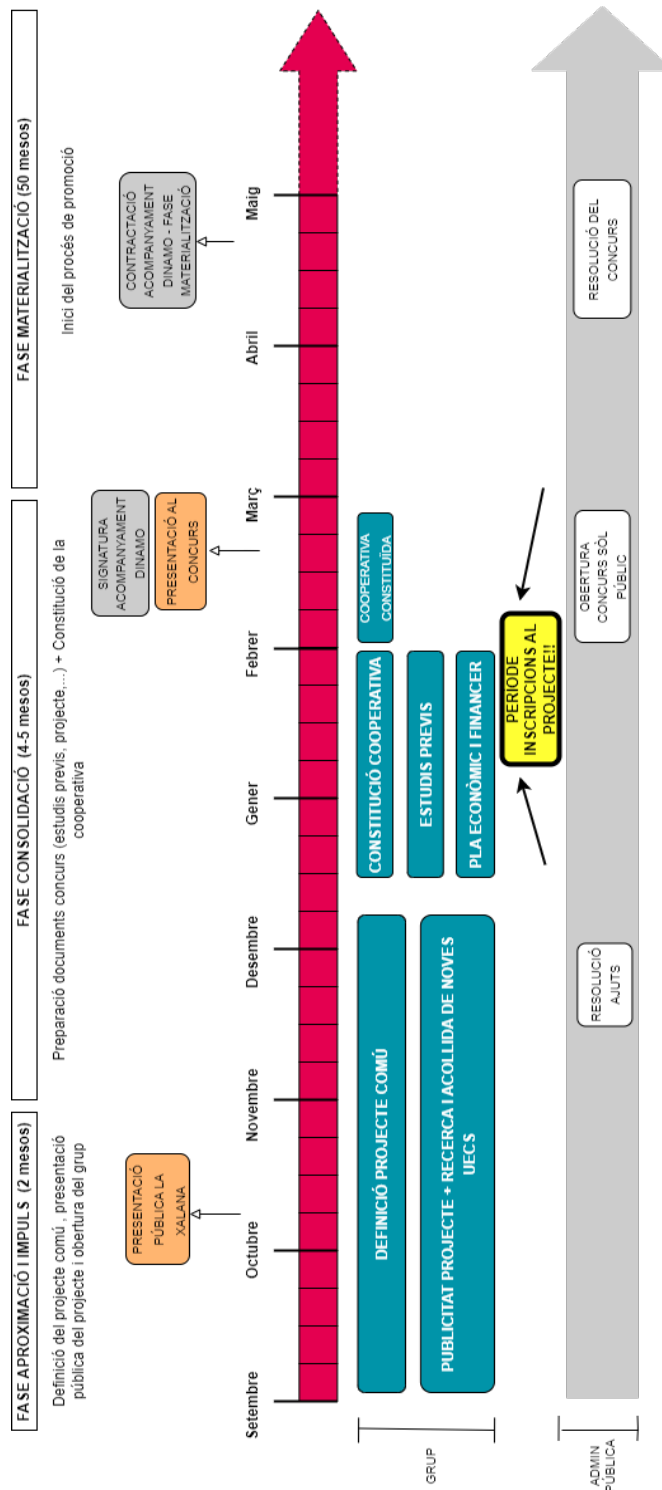 FASE APROXIMACIÓ I IMPULS (2 mesos)
Definició del projecte comú , presentació
pública del projecte i obertura del grup
FASE CONSOLIDACIÓ (4-5 mesos)
Preparació documents concurs (estudis previs, projecte,...) + Constitució de la
cooperativa
FASE MATERIALITZACIÓ (50 mesos)
Inici del procés de promoció
PRESENTACIÓ
PÚBLICA LA
XALANA
SIGNATURA
ACOMPANYAMENT
DINAMO
PRESENTACIÓ AL
CONCURS
CONTRACTACIÓ
ACOMPANYAMENT
DINAMO - FASE
MATERIALITZACIÓ
Setembre
Octubre
Novembre
Desembre
Gener
Febrer
Març
Abril
Maig
GRUP
DEFINICIÓ PROJECTE COMÚ
PUBLICITAT PROJECTE + RECERCA I ACOLLIDA DE NOVES
UECS
CONSTITUCIÓ COOPERATIVA
ESTUDIS PREVIS
PLA ECONÒMIC I FINANCER
COOPERATIVA
CONSTITUÏDA
PERIODE
INSCRIPCIONS AL
PROJECTE!!
ADMIN
PÚBLICA
RESOLUCIÓ
AJUTS
OBERTURA
CONCURS SÒL
PÚBLIC
RESOLUCIÓ DEL
CONCURS